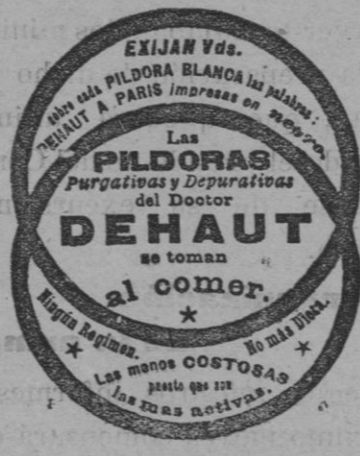 EXIJAN Vds.
sobre cada PILDORA BLANCA las palabras:
DEHAUT A PARIS impresas en negro.
Las
PILDORAS
Purgativas y Depurativas
del Doctor
DEHAUT
se toman
al comer.
Ningún Regimen.
No más Dieta.
Las menos COSTOSAS
puesto que son
las mas activas.